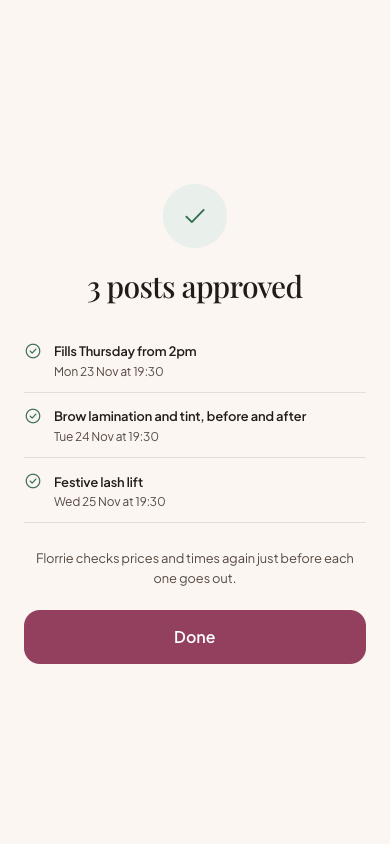 3 posts approved
Fills Thursday from 2pm
Mon 23 Nov at 19:30
Brow lamination and tint, before and after
Tue 24 Nov at 19:30
Festive lash lift
Wed 25 Nov at 19:30
Florrie checks prices and times again just before each
one goes out.
Done